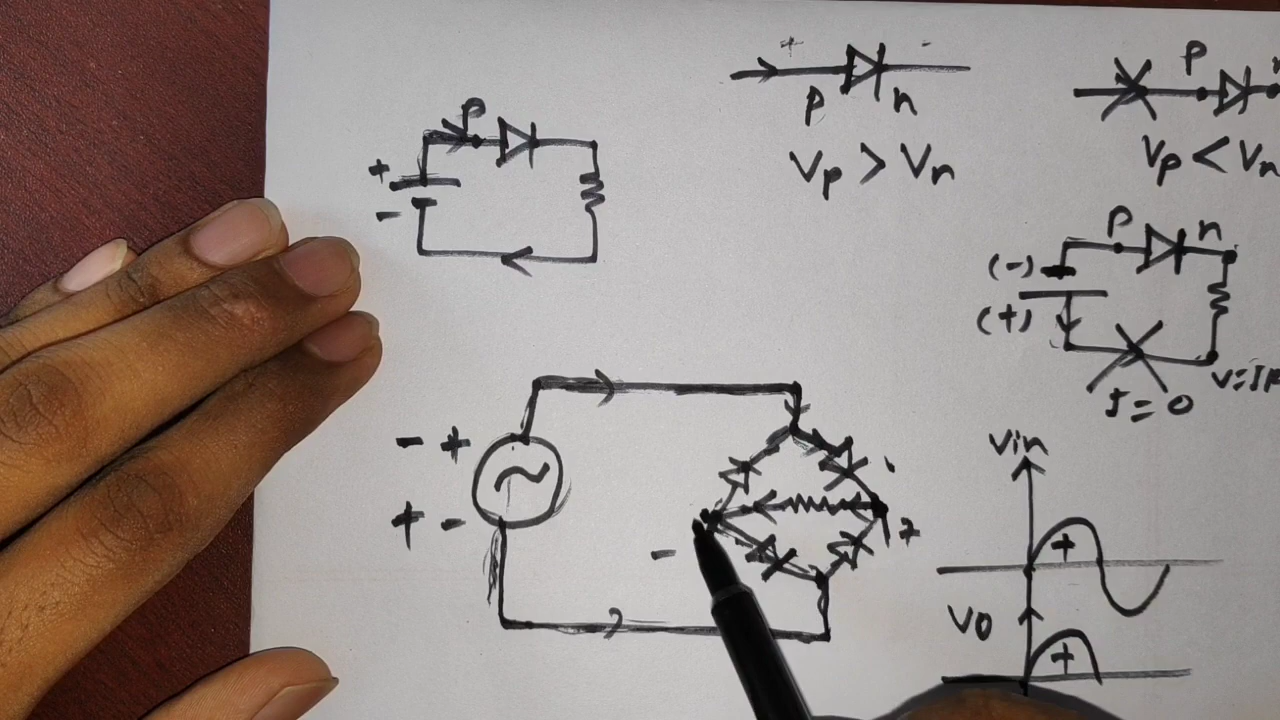 P
+
-
+ -
p n
Vp > Vn
P n
Vp < Vn
P n
(-)
(+)
I = 0
- +
+ -
-
Vin
+
Vo
+